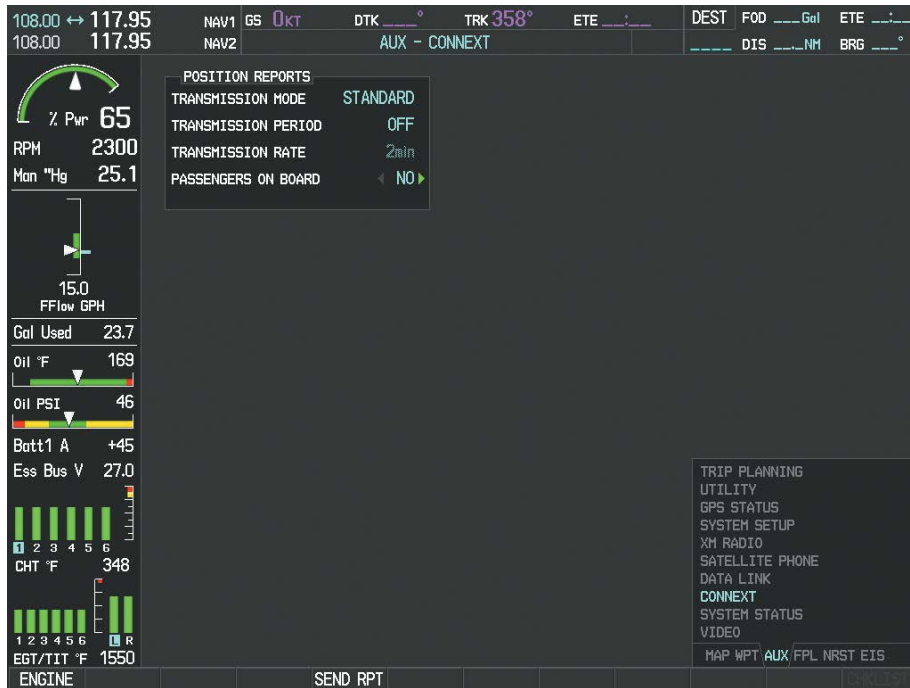 108.00 ↔ 117.95 NAV1 GS 0KT DTK ___° TRK 358° ETE __:__ DEST FOD ___Gal ETE __:__
108.00 117.95 NAV2 AUX - CONNEXT ____ DIS __._NM BRG ___°
POSITION REPORTS
TRANSMISSION MODE STANDARD
TRANSMISSION PERIOD OFF
TRANSMISSION RATE 2min
PASSENGERS ON BOARD NO
% Pwr 65
RPM 2300
Man "Hg 25.1
15.0
FFlow GPH
Gal Used 23.7
Oil °F 169
Oil PSI 46
Batt1 A +45
Ess Bus V 27.0
1 2 3 4 5 6
CHT °F 348
1 2 3 4 5 6 L R
EGT/TIT °F 1550
TRIP PLANNING
UTILITY
GPS STATUS
SYSTEM SETUP
XM RADIO
SATELLITE PHONE
DATA LINK
CONNEXT
SYSTEM STATUS
VIDEO
MAP WPT AUX FPL NRST EIS
ENGINE SEND RPT CHKLIST